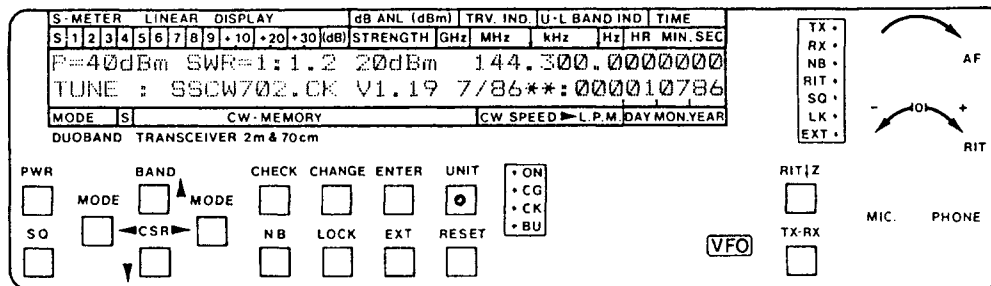 S-METER LINEAR DISPLAY dB ANL (dBm) TRV. IND. U-L BAND IND TIME
S 1 2 3 4 5 6 7 8 9 +10 +20 +30 (dB) STRENGTH GHz MHz kHz Hz HR MIN. SEC
P=40dBm SWR=1:1.2 20dBm 144.300.0000000
TUNE : SSCW702.CK V1.19 7/86**:000010786
MODE S CW-MEMORY CW SPEED ► L.P.M. DAY MON. YEAR
DUOBAND TRANSCEIVER 2m & 70cm
TX •
RX •
NB •
RIT •
SQ •
LK •
EXT •
AF
- (0) +
RIT
PWR BAND CHECK CHANGE ENTER UNIT
MODE MODE
◄CSR►
SQ NB LOCK EXT RESET
• ON
• CG
• CK
• BU
VFO
RIT↓Z
TX-RX
MIC. PHONE